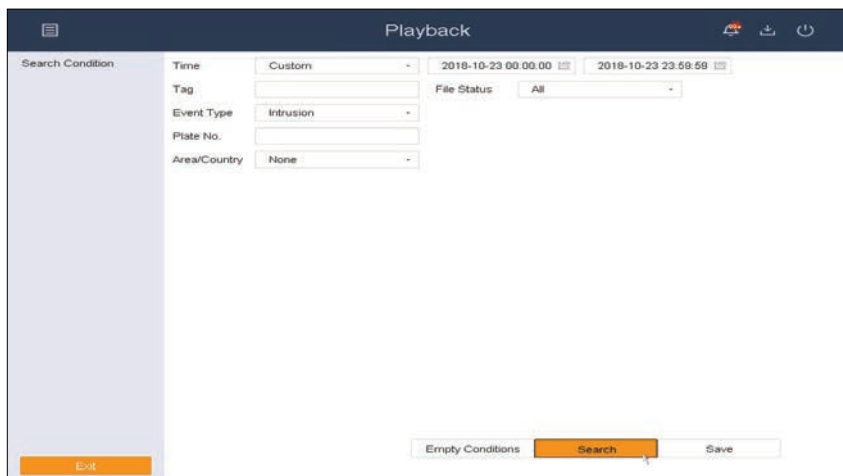 Playback
Search Condition
Time Custom 2018-10-23 00:00:00 2018-10-23 23:59:59
Tag File Status All
Event Type Intrusion
Plate No.
Area/Country None
Empty Conditions Search Save
Exit